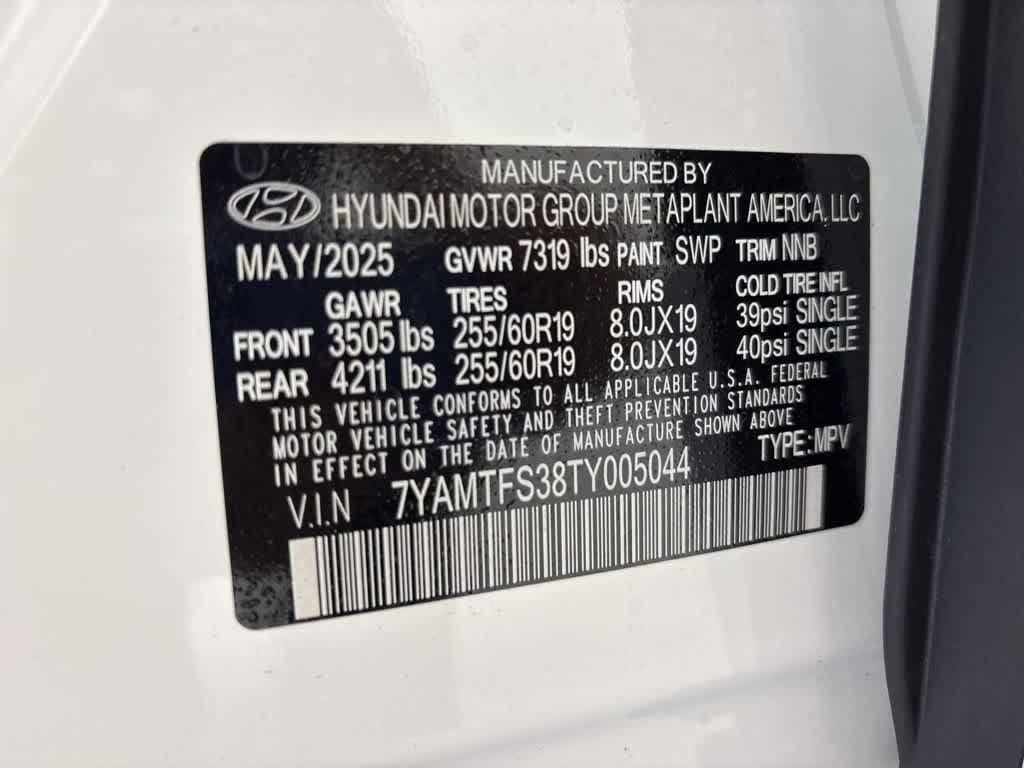 MANUFACTURED BY
HYUNDAI MOTOR GROUP METAPLANT AMERICA, LLC
MAY/2025 GVWR 7319 lbs PAINT SWP TRIM NNB
GAWR TIRES RIMS COLD TIRE INFL
FRONT 3505 lbs 255/60R19 8.0JX19 39psi SINGLE
REAR 4211 lbs 255/60R19 8.0JX19 40psi SINGLE
THIS VEHICLE CONFORMS TO ALL APPLICABLE U.S.A. FEDERAL
MOTOR VEHICLE SAFETY AND THEFT PREVENTION STANDARDS
IN EFFECT ON THE DATE OF MANUFACTURE SHOWN ABOVE
V.I.N 7YAMTFS38TY005044 TYPE:MPV